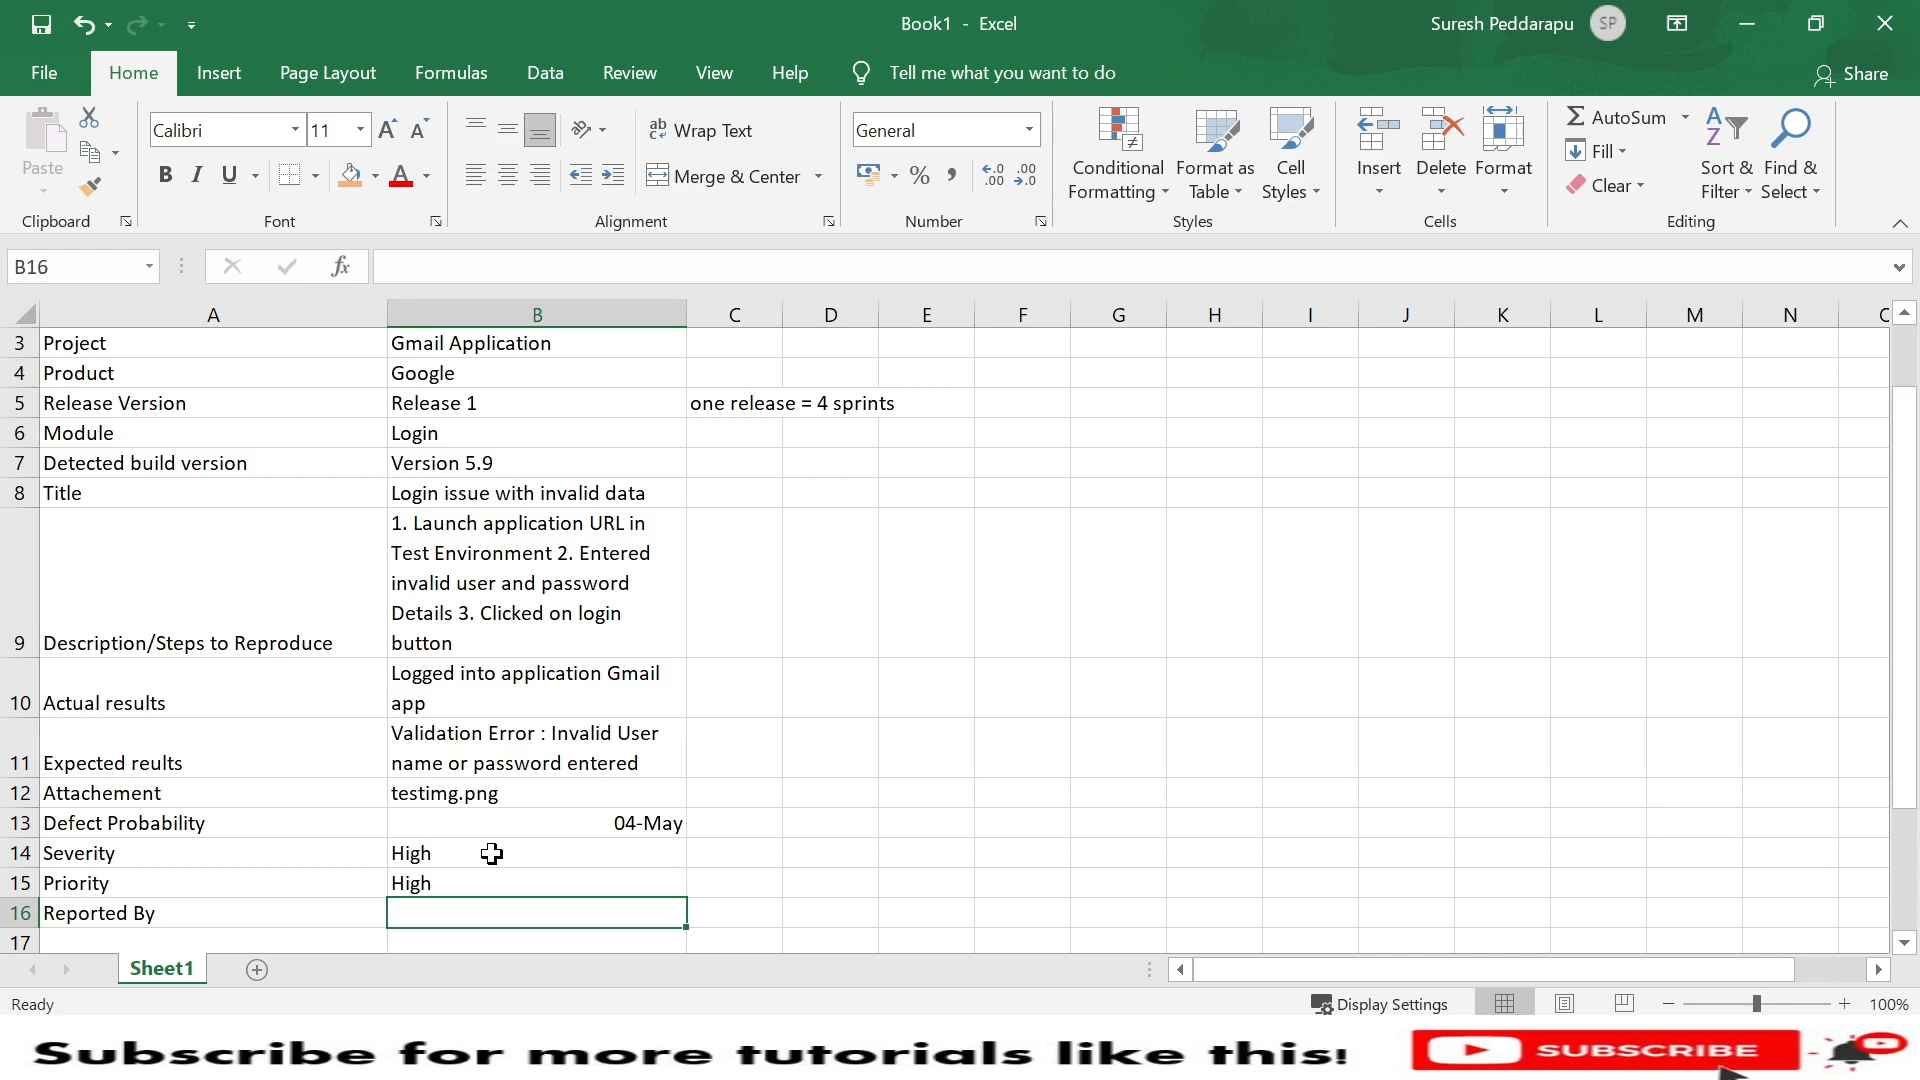 Book1 - Excel
Suresh Peddarapu
SP
File
Home
Insert
Page Layout
Formulas
Data
Review
View
Help
Tell me what you want to do
Share
Paste
Clipboard
Calibri
11
A A
B I U
A
Font
ab Wrap Text
Merge & Center
Alignment
General
% ,
Number
Conditional
Formatting
Format as
Table
Cell
Styles
Styles
Insert
Delete
Format
Cells
AutoSum
Fill
Clear
Sort &
Filter
Find &
Select
Editing
B16
fx
A B C D E F G H I J K L M N
3 Project Gmail Application
4 Product Google
5 Release Version Release 1 one release = 4 sprints
6 Module Login
7 Detected build version Version 5.9
8 Title Login issue with invalid data
1. Launch application URL in
Test Environment 2. Entered
invalid user and password
Details 3. Clicked on login
9 Description/Steps to Reproduce button
Logged into application Gmail
10 Actual results app
Validation Error : Invalid User
11 Expected reults name or password entered
12 Attachement testimg.png
13 Defect Probability 04-May
14 Severity High
15 Priority High
16 Reported By
17
Sheet1
Ready
Display Settings
100%
Subscribe for more tutorials like this!
SUBSCRIBE